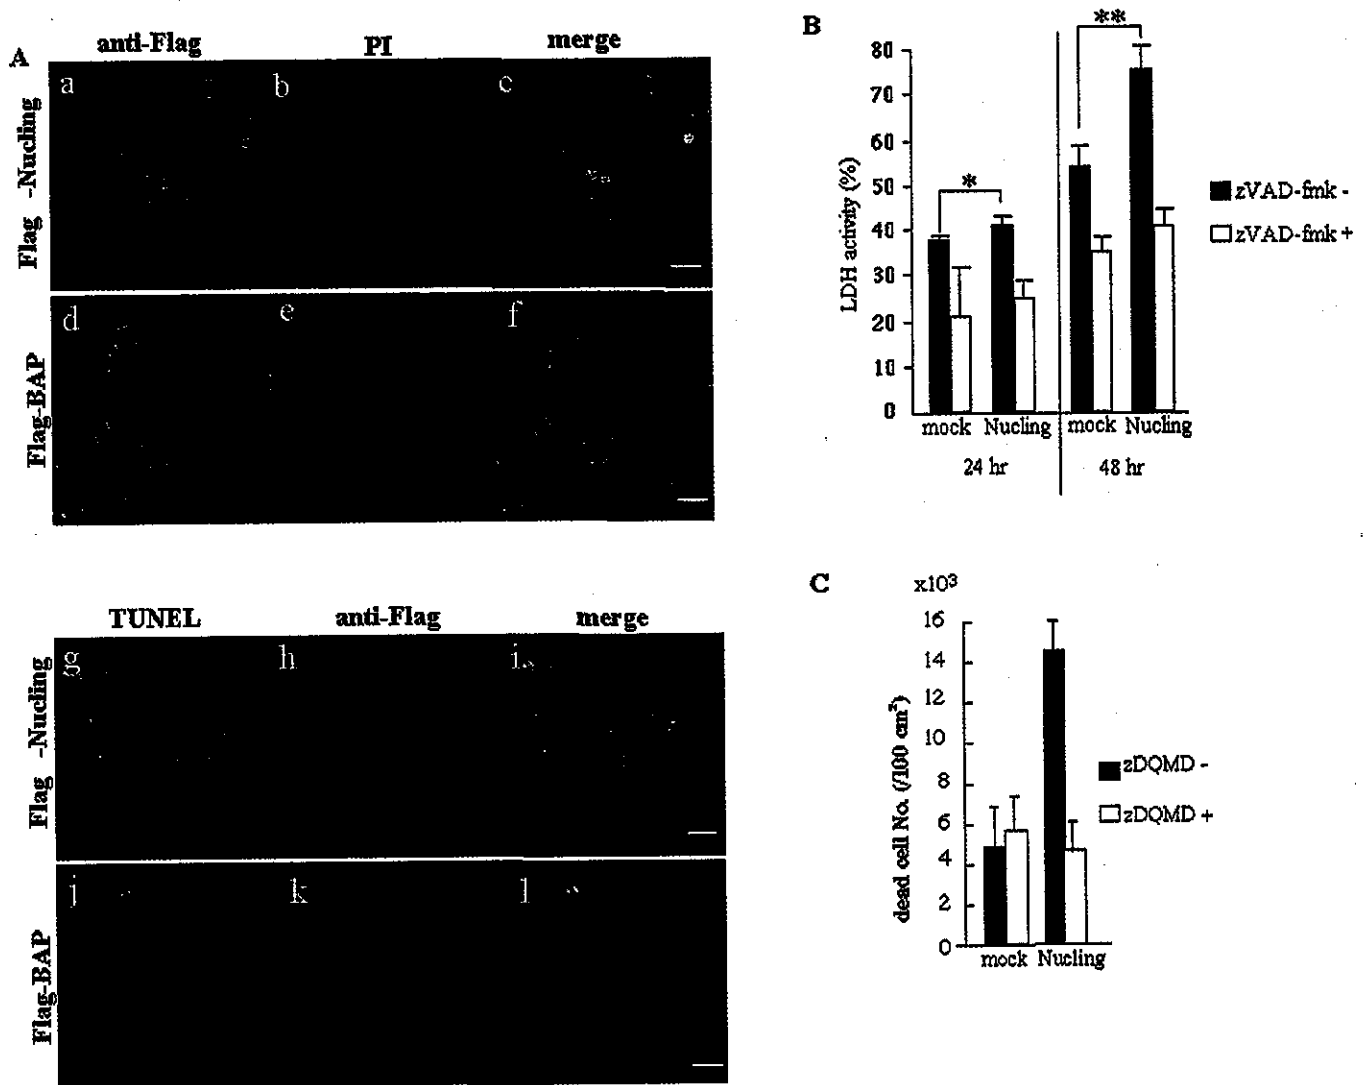 A
anti-Flag PI merge
Flag -Nucling
a b c
Flag-BAP
d e f
TUNEL anti-Flag merge
Flag -Nucling
g h i
Flag-BAP
j k l
B
**
*
80
70
60
50
40
30
20
10
0
LDH activity (%)
mock Nucling mock Nucling
24 hr 48 hr
zVAD-fmk -
zVAD-fmk +
C
x10³
16
14
12
10
8
6
4
2
0
dead cell No. (/100 cm²)
mock Nucling
zDQMD -
zDQMD +